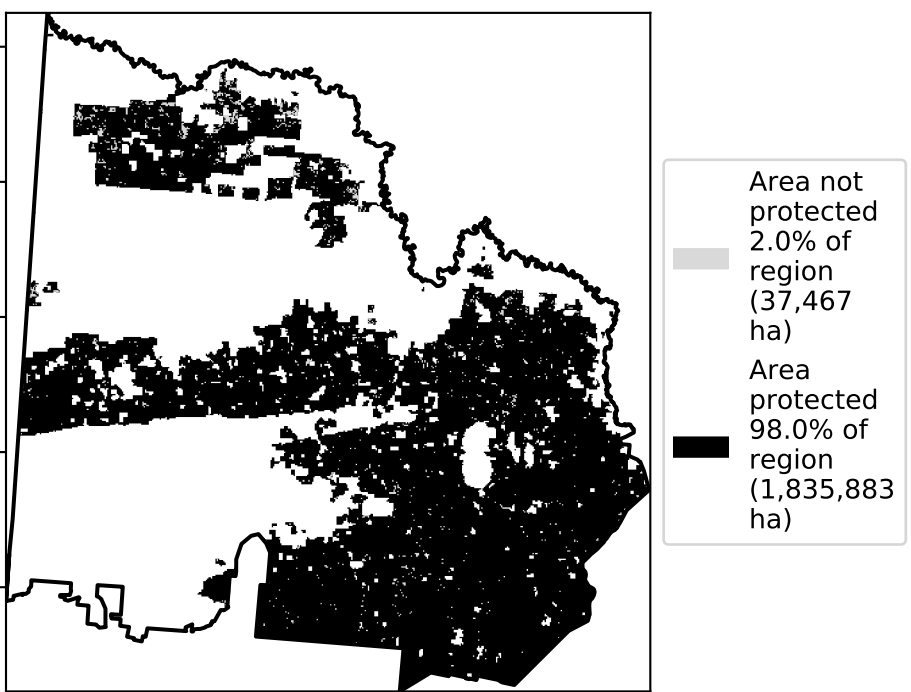 Area not
protected
2.0% of
region
(37,467
ha)
Area
protected
98.0% of
region
(1,835,883
ha)